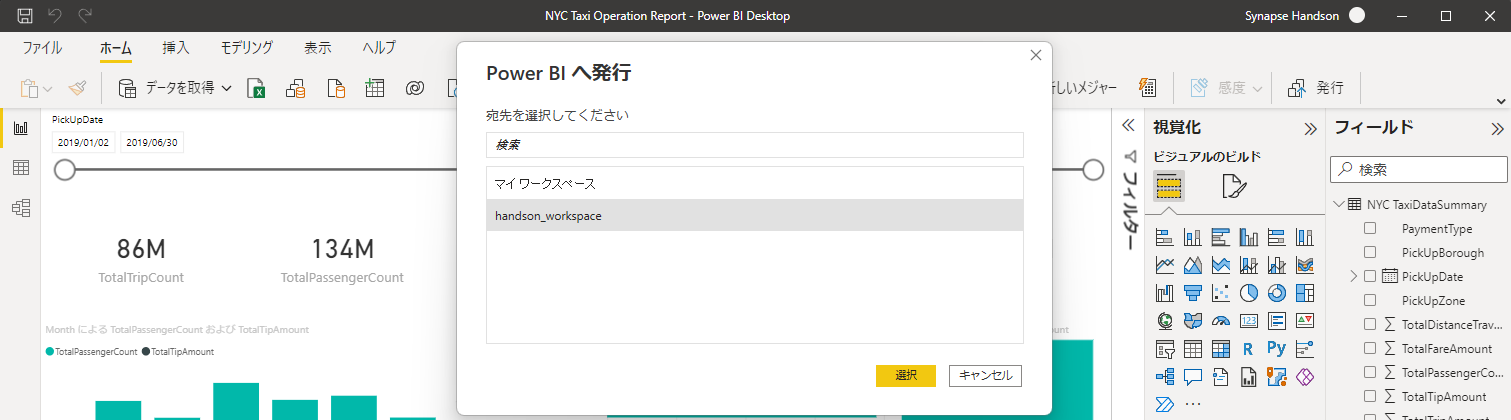 NYC Taxi Operation Report - Power BI Desktop
Synapse Handson
ファイル
ホーム
挿入
モデリング
表示
ヘルプ
データを取得
メジャー
感度
発行
Power BI へ発行
宛先を選択してください
検索
マイ ワークスペース
handson_workspace
選択
キャンセル
PickUpDate
2019/01/02
2019/06/30
86M
TotalTripCount
134M
TotalPassengerCount
Month による TotalPassengerCount および TotalTipAmount
TotalPassengerCount
TotalTipAmount
フィルター
視覚化
ビジュアルのビルド
R
Py
123
フィールド
検索
NYC TaxiDataSummary
PaymentType
PickUpBorough
PickUpDate
PickUpZone
TotalDistanceTrav...
TotalFareAmount
TotalPassengerCo...
TotalTipAmount